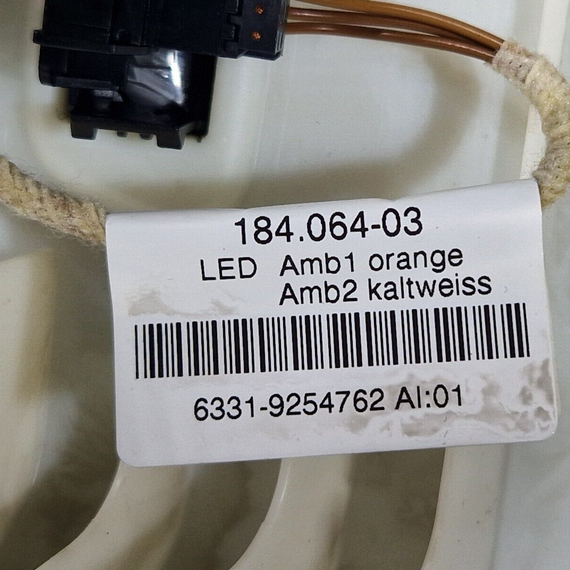 184.064-03
LED Amb1 orange
Amb2 kaltweiss
6331-9254762 AI:01